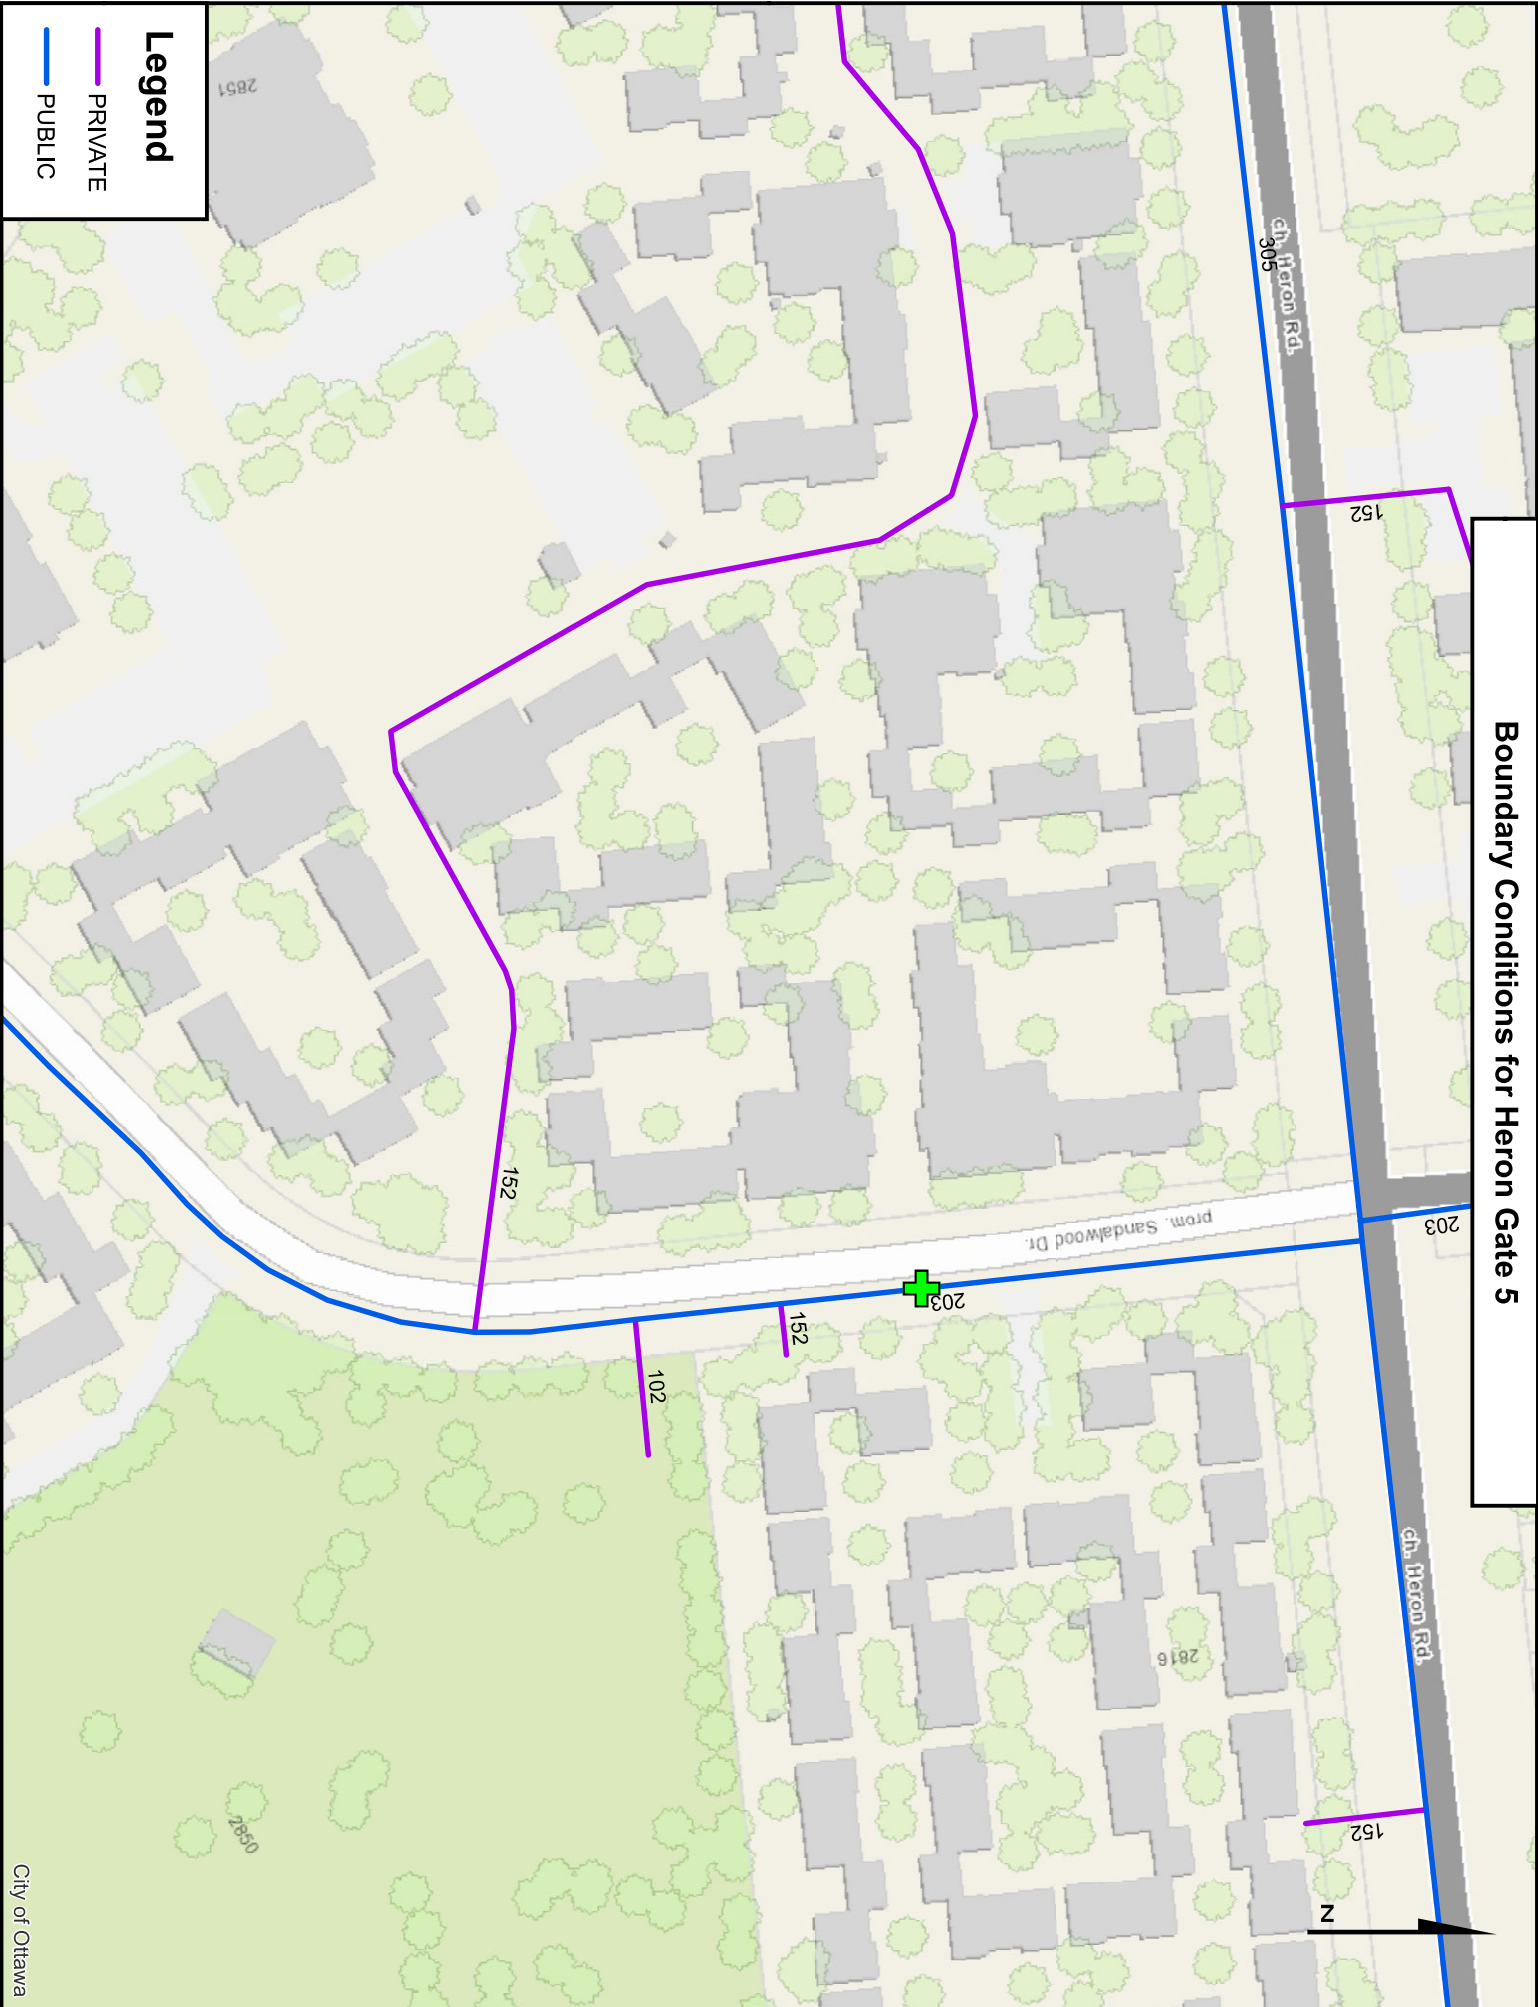 Boundary Conditions for Heron Gate 5
ch. Heron Rd.
305
152
203
ch. Heron Rd.
152
N
prom. Sandalwood Dr.
203
152
102
152
2816
2851
2850
Legend
PRIVATE
PUBLIC
City of Ottawa